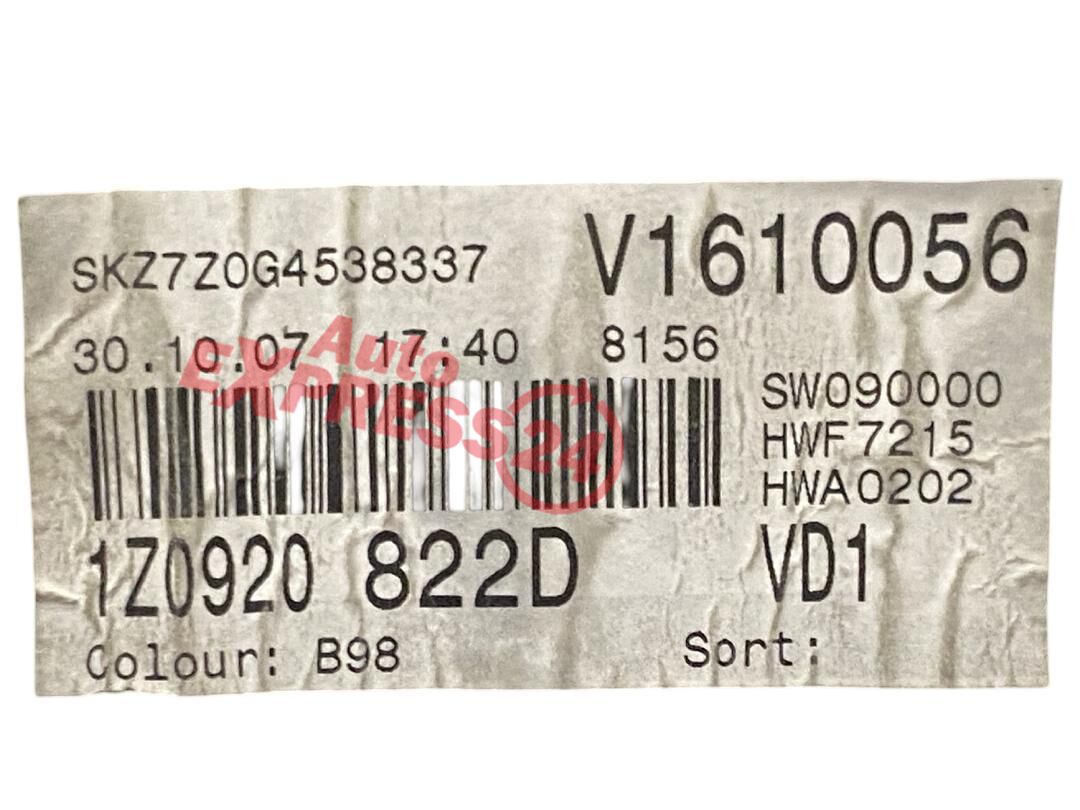 SKZ7Z0G4538337
V1610056
30.10.07 17:40 8156
Auto
EXPRESS24
SW090000
HWF7215
HWA0202
1Z0920 822D
VD1
Colour: B98
Sort: